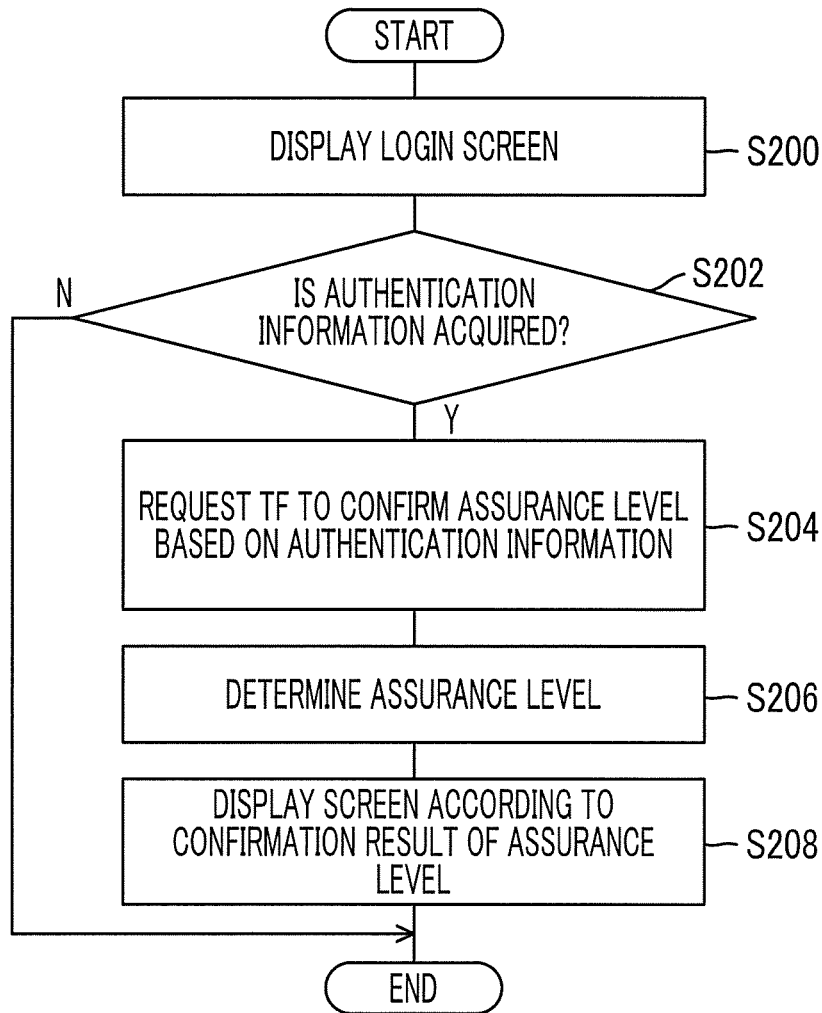 START
DISPLAY LOGIN SCREEN
S200
S202
N
IS AUTHENTICATION
INFORMATION ACQUIRED?
Y
REQUEST TF TO CONFIRM ASSURANCE LEVEL
BASED ON AUTHENTICATION INFORMATION
S204
DETERMINE ASSURANCE LEVEL
S206
DISPLAY SCREEN ACCORDING TO
CONFIRMATION RESULT OF ASSURANCE
LEVEL
S208
END